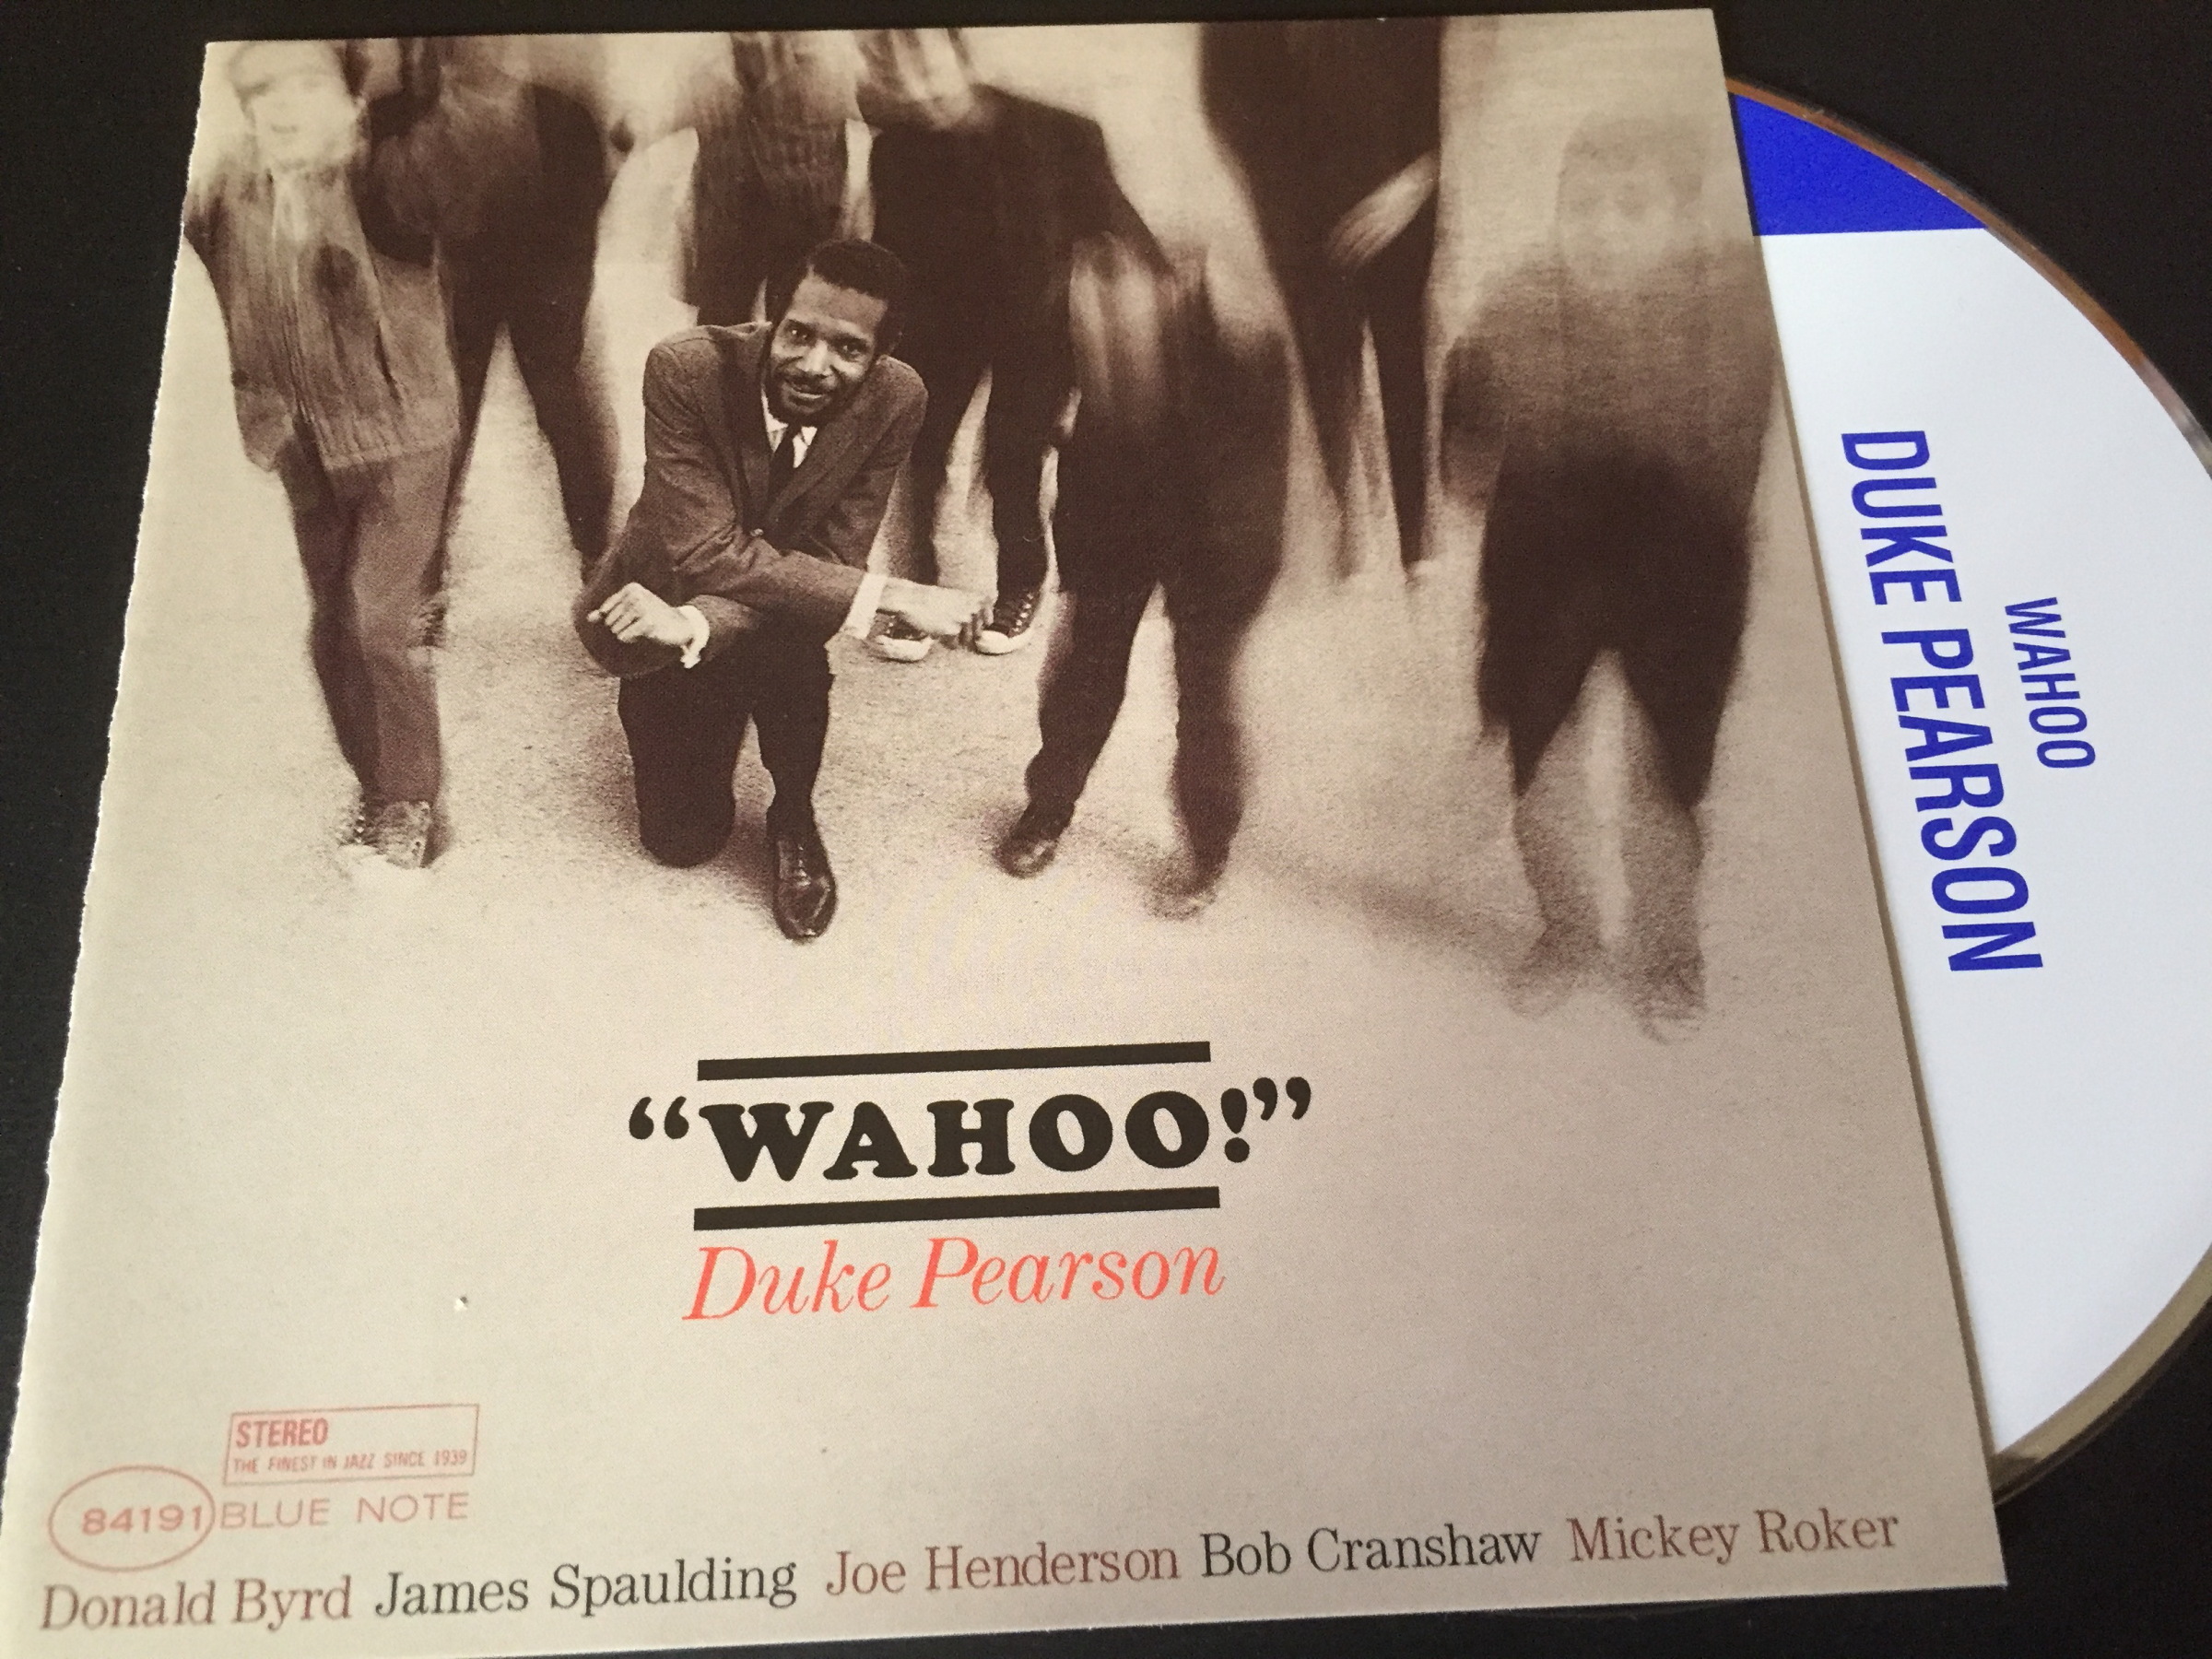 “WAHOO!”
Duke Pearson
STEREO
THE FINEST IN JAZZ SINCE 1939
84191 BLUE NOTE
Donald Byrd James Spaulding Joe Henderson Bob Cranshaw Mickey Roker
WAHOO
DUKE PEARSON